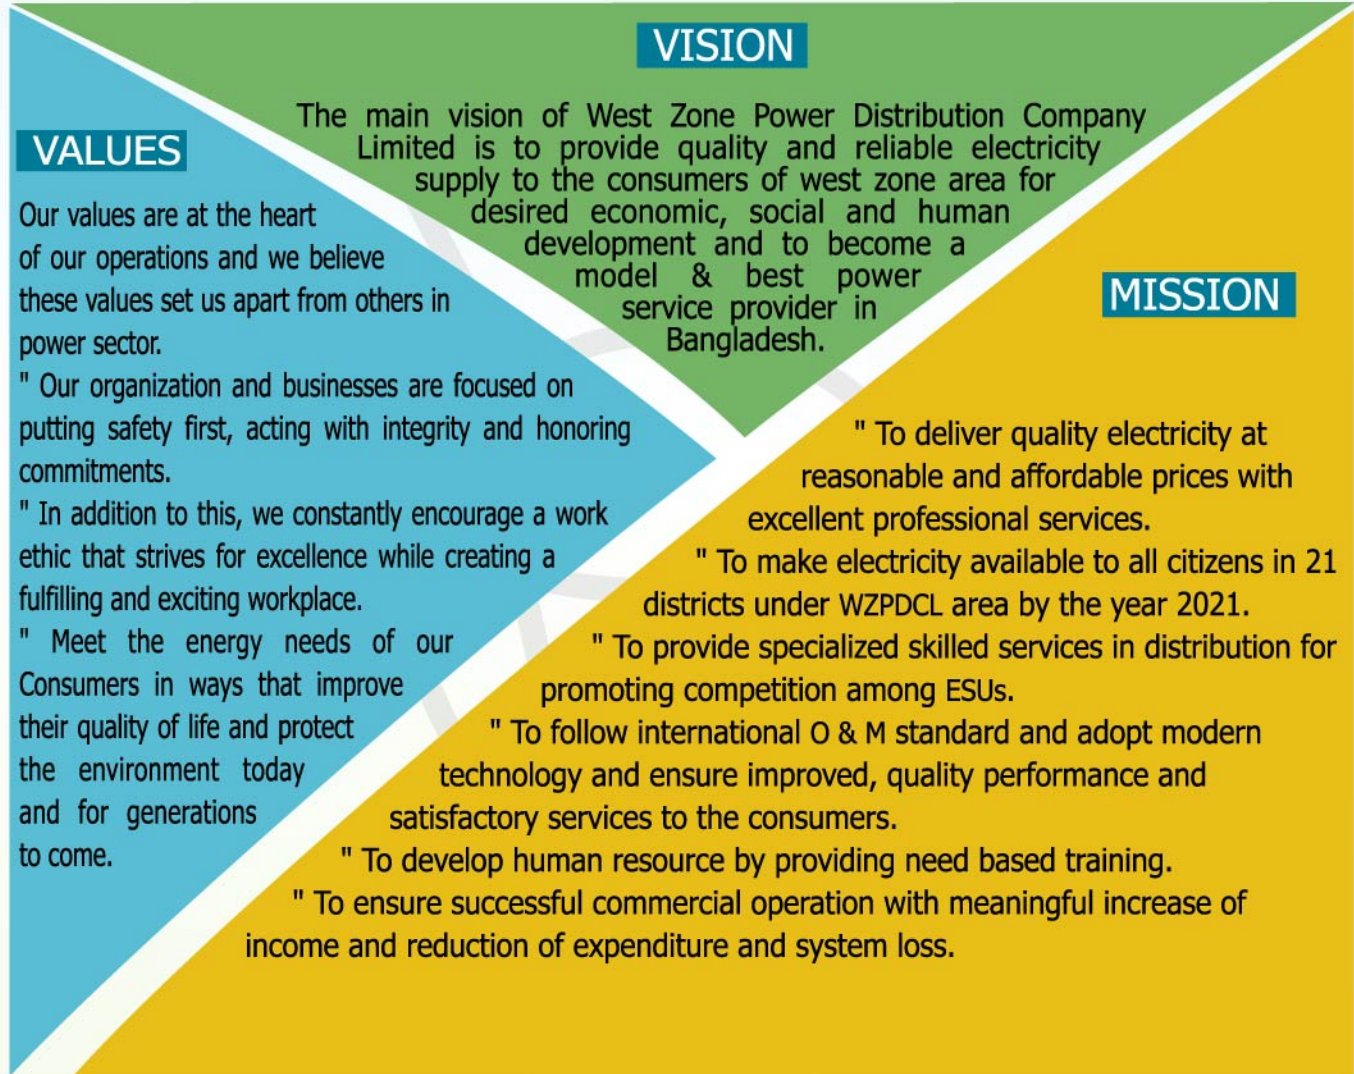 VISION
The main vision of West Zone Power Distribution Company
Limited is to provide quality and reliable electricity
supply to the consumers of west zone area for
desired economic, social and human
development and to become a
model & best power
service provider in
Bangladesh.
VALUES
Our values are at the heart
of our operations and we believe
these values set us apart from others in
power sector.
" Our organization and businesses are focused on
putting safety first, acting with integrity and honoring
commitments.
" In addition to this, we constantly encourage a work
ethic that strives for excellence while creating a
fulfilling and exciting workplace.
" Meet the energy needs of our
Consumers in ways that improve
their quality of life and protect
the environment today
and for generations
to come.
MISSION
" To deliver quality electricity at
reasonable and affordable prices with
excellent professional services.
" To make electricity available to all citizens in 21
districts under WZPDCL area by the year 2021.
" To provide specialized skilled services in distribution for
promoting competition among ESUs.
" To follow international O & M standard and adopt modern
technology and ensure improved, quality performance and
satisfactory services to the consumers.
" To develop human resource by providing need based training.
" To ensure successful commercial operation with meaningful increase of
income and reduction of expenditure and system loss.